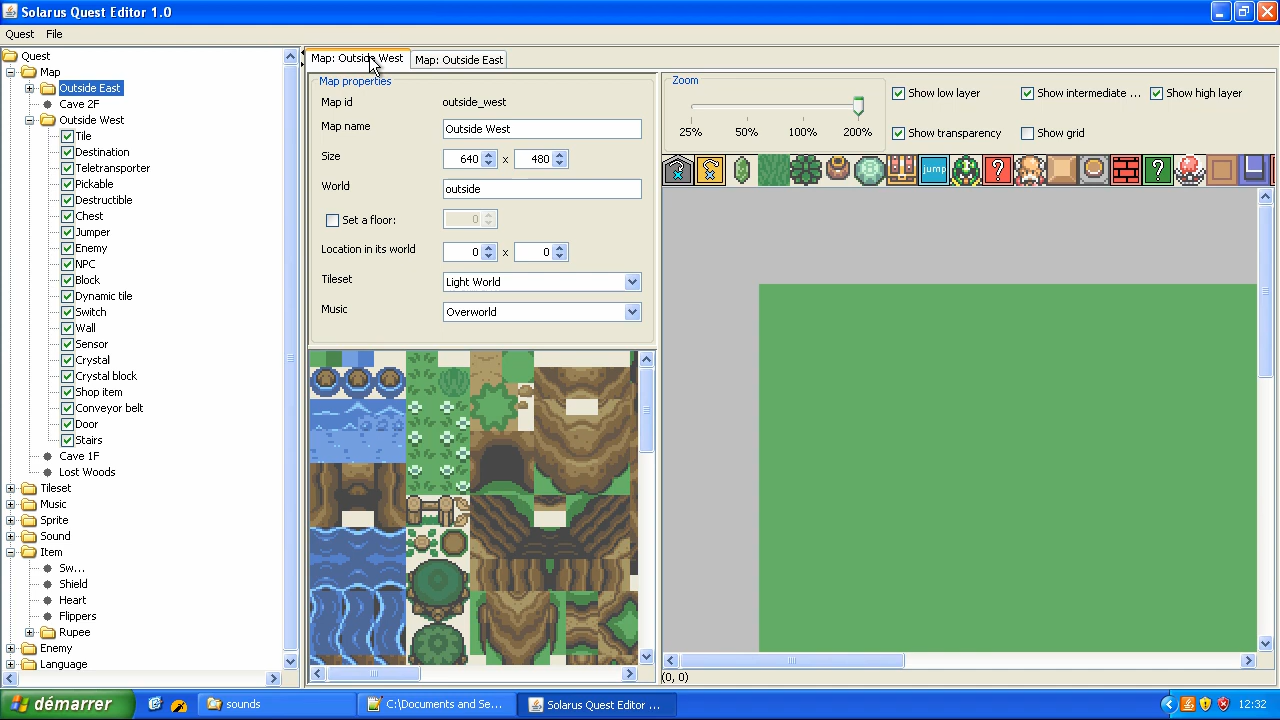 Solarus Quest Editor 1.0
Quest File
Quest
Map
Outside East
Cave 2F
Outside West
Tile
Destination
Teletransporter
Pickable
Destructible
Chest
Jumper
Enemy
NPC
Block
Dynamic tile
Switch
Wall
Sensor
Crystal
Crystal block
Shop item
Conveyor belt
Door
Stairs
Cave 1F
Lost Woods
Tileset
Music
Sprite
Sound
Item
Sw...
Shield
Heart
Flippers
Rupee
Enemy
Language
Map: Outside West Map: Outside East
Map properties
Map id outside_west
Map name Outside West
Size 640 x 480
World outside
Set a floor: 0
Location in its world 0 x 0
Tileset Light World
Music Overworld
Zoom
25% 50% 100% 200%
Show low layer Show intermediate ... Show high layer
Show transparency Show grid
? jump ?
(0, 0)
démarrer sounds C:\Documents and Se... Solarus Quest Editor ... 12:32